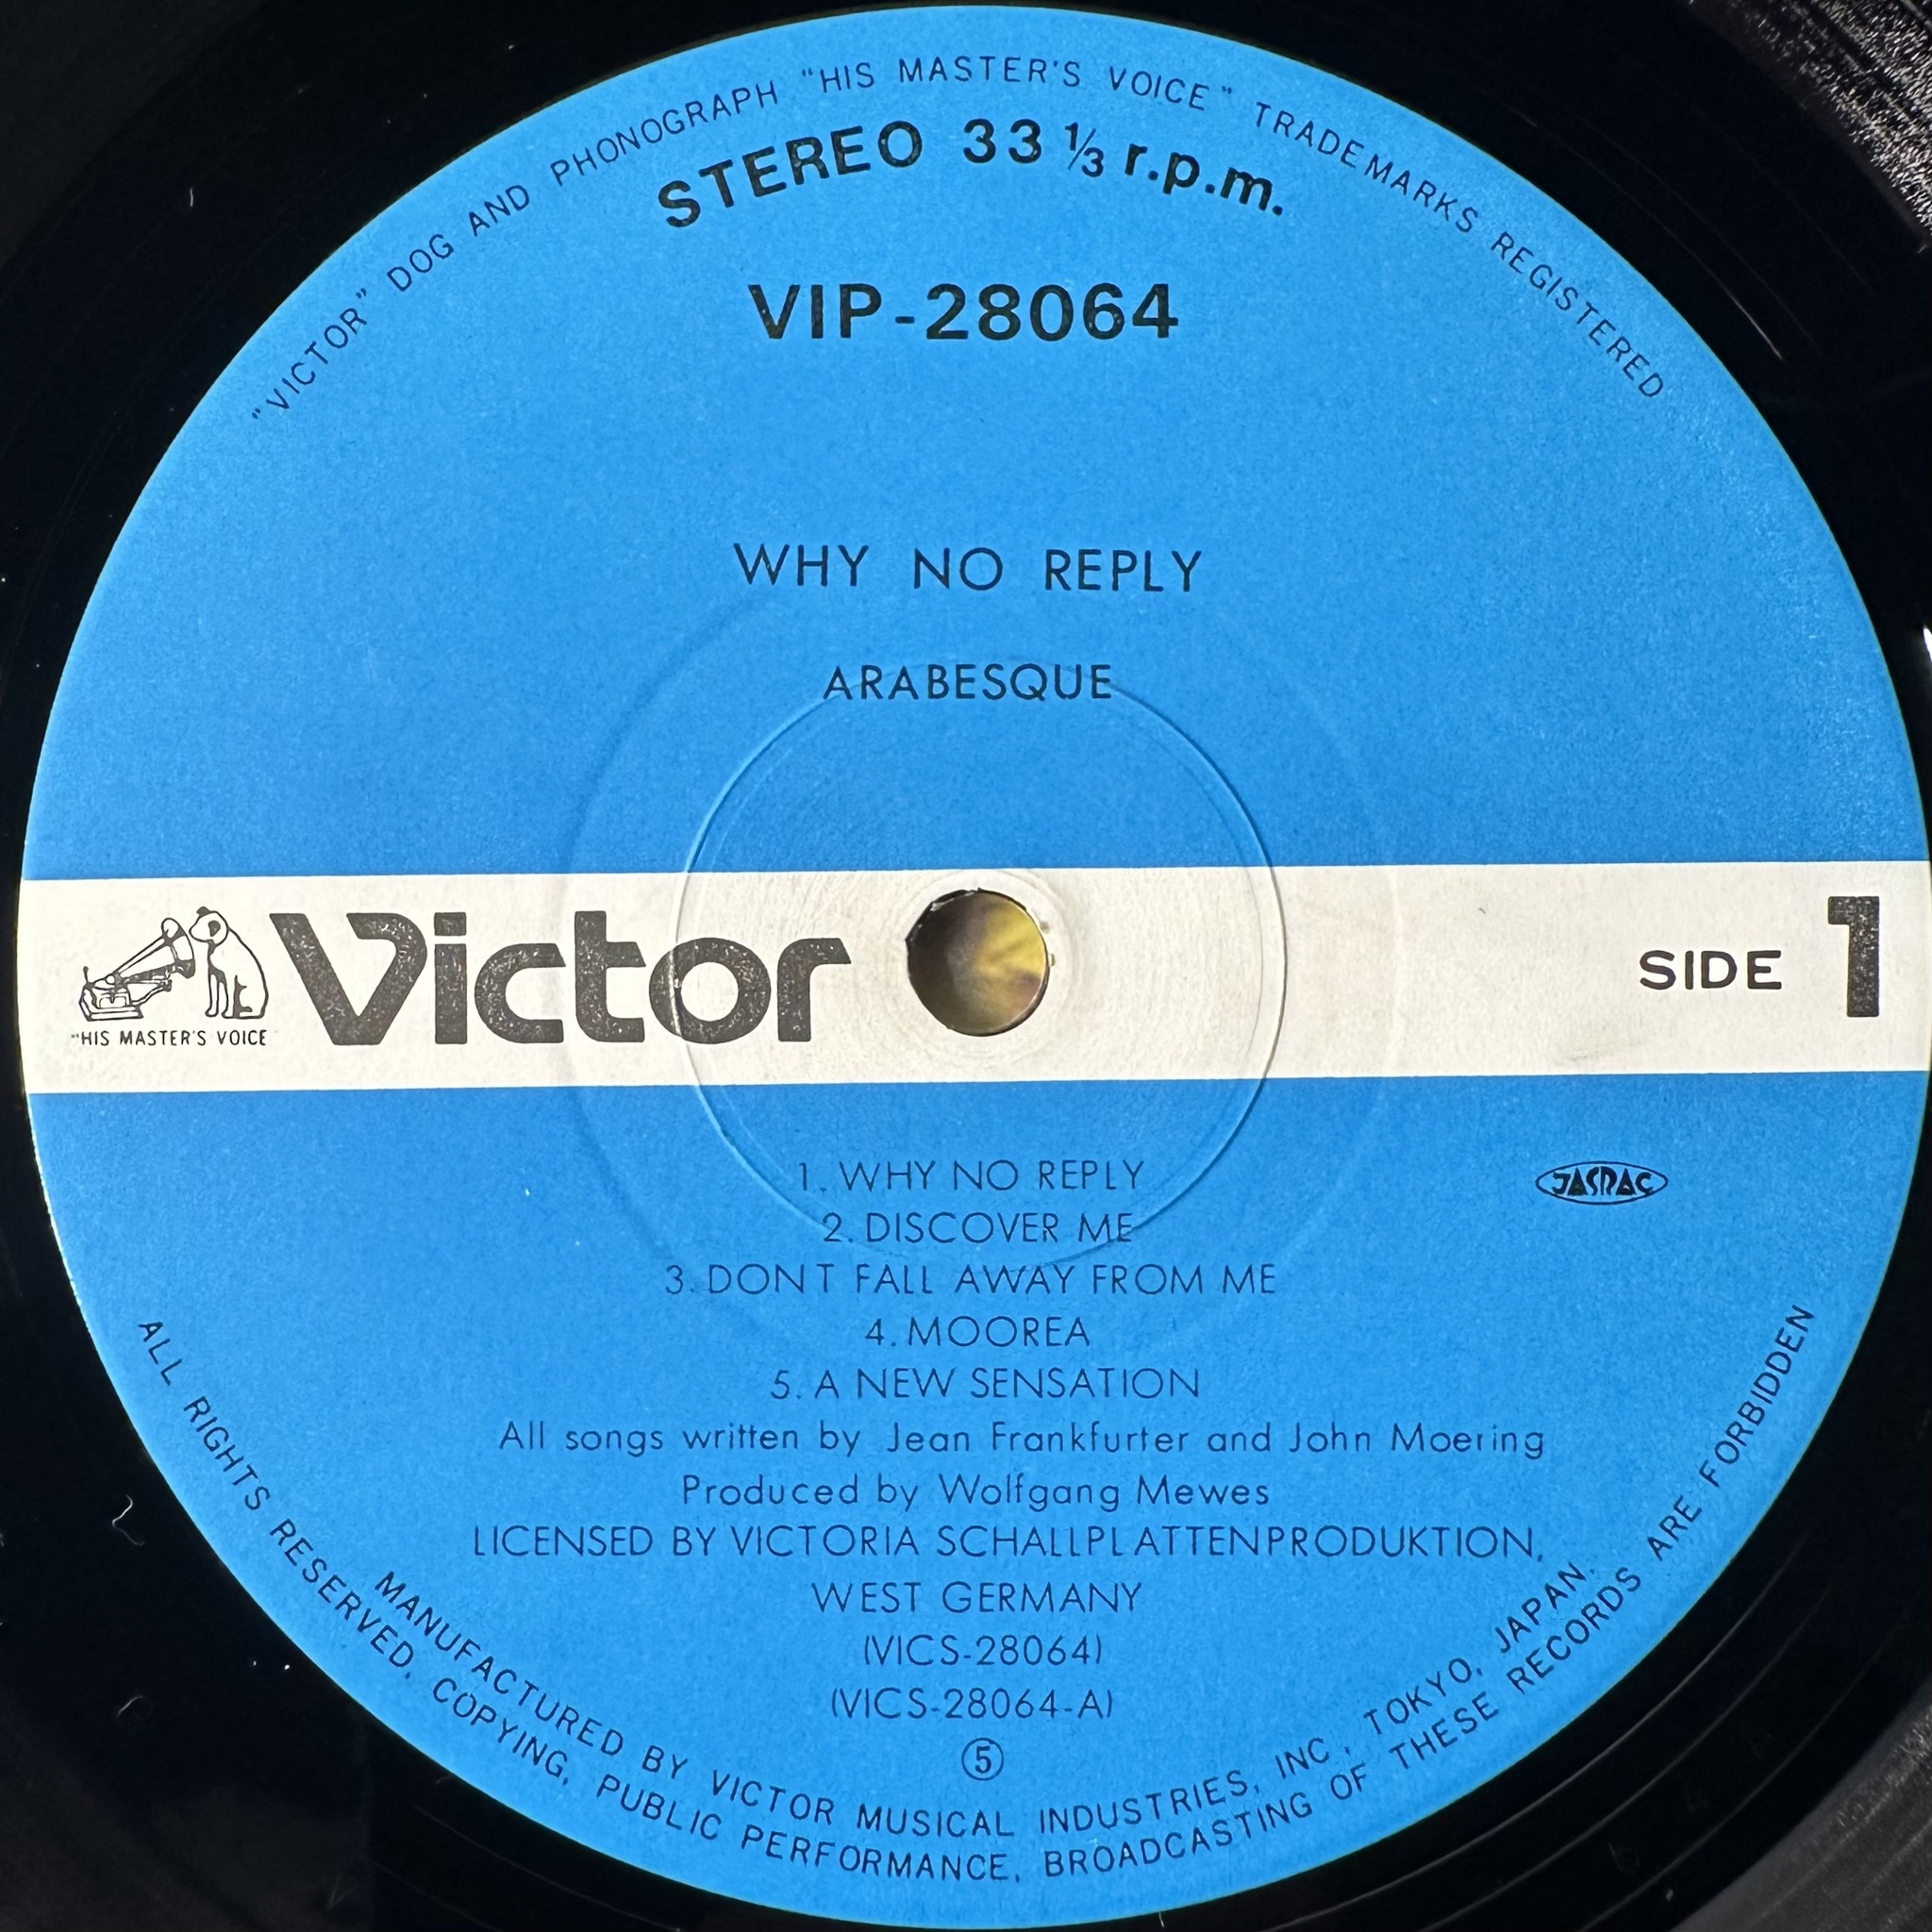 "VICTOR" DOG AND PHONOGRAPH "HIS MASTER'S VOICE" TRADEMARKS REGISTERED
STEREO 33 ⅓ r.p.m.
VIP-28064
WHY NO REPLY
ARABESQUE
"HIS MASTER'S VOICE
Victor
SIDE 1
1. WHY NO REPLY
2. DISCOVER ME
3. DON T FALL AWAY FROM ME
4. MOOREA
5. A NEW SENSATION
JASRAC
All songs written by Jean Frankfurter and John Moering
Produced by Wolfgang Mewes
LICENSED BY VICTORIA SCHALLPLATTENPRODUKTION,
WEST GERMANY
(VICS-28064)
(VICS-28064-A)
⑤
MANUFACTURED BY VICTOR MUSICAL INDUSTRIES, INC. TOKYO, JAPAN.
ALL RIGHTS RESERVED. COPYING, PUBLIC PERFORMANCE, BROADCASTING OF THESE RECORDS ARE FORBIDDEN